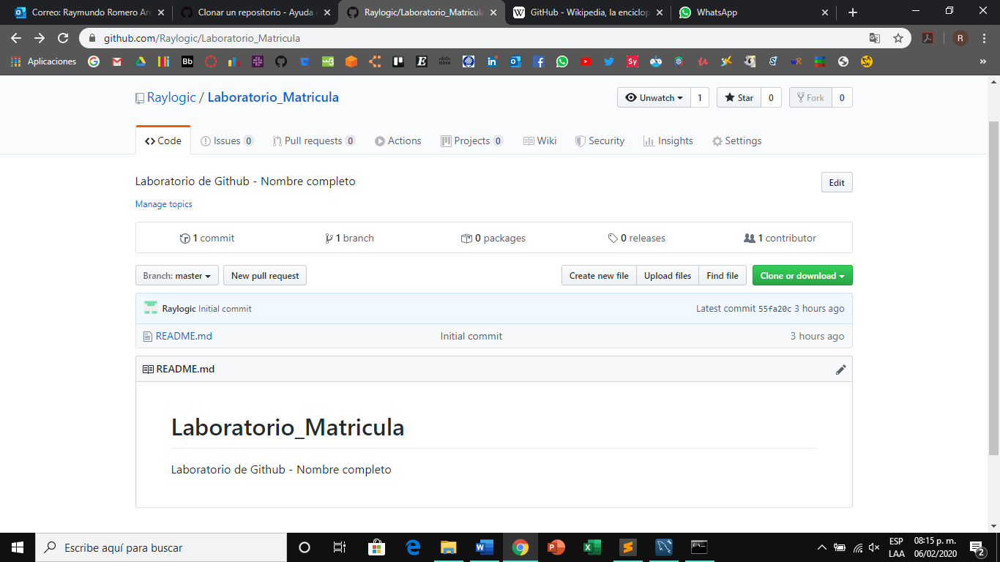 Correo: Raymundo Romero Are
Clonar un repositorio - Ayuda
Raylogic/Laboratorio_Matricula
GitHub - Wikipedia, la enciclop
WhatsApp
github.com/Raylogic/Laboratorio_Matricula
R
Aplicaciones
Raylogic / Laboratorio_Matricula
Unwatch 1
Star 0
Fork 0
Code
Issues 0
Pull requests 0
Actions
Projects 0
Wiki
Security
Insights
Settings
Laboratorio de Github - Nombre completo
Edit
Manage topics
1 commit
1 branch
0 packages
0 releases
1 contributor
Branch: master
New pull request
Create new file
Upload files
Find file
Clone or download
Raylogic Initial commit
Latest commit 55fa20c 3 hours ago
README.md
Initial commit
3 hours ago
README.md
Laboratorio_Matricula
Laboratorio de Github - Nombre completo
Escribe aquí para buscar
ESP
LAA
08:15 p. m.
06/02/2020
2